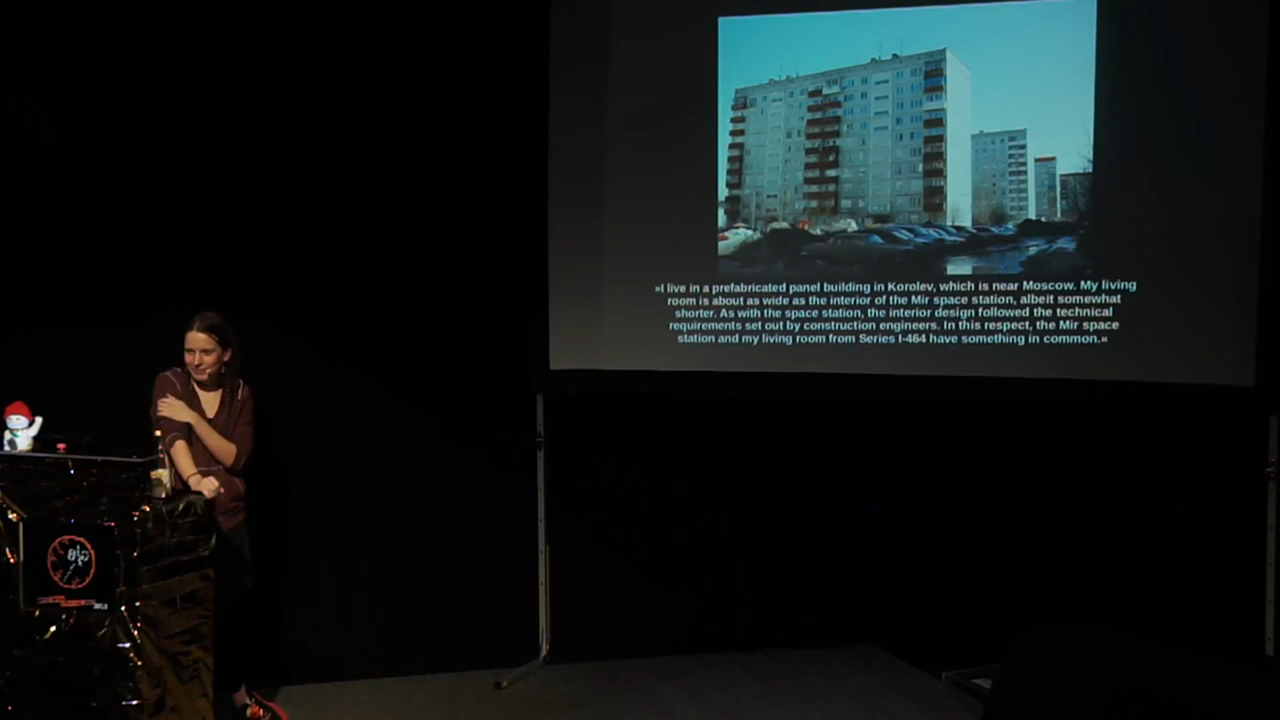 »I live in a prefabricated panel building in Korolev, which is near Moscow. My living
room is about as wide as the interior of the Mir space station, albeit somewhat
shorter. As with the space station, the interior design followed the technical
requirements set out by construction engineers. In this respect, the Mir space
station and my living room from Series I-464 have something in common.«